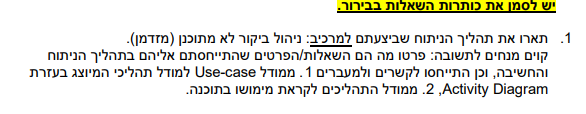 יש לסמן את כותרות השאלות בבירור.
1. תארו את תהליך הניתוח שביצעתם למרכיב: ניהול ביקור לא מתוכנן (מזדמן).
קוים מנחים לתשובה: פרטו מה הם השאלות/הפרטים שהתייחסתם אליהם בתהליך הניתוח
והחשיבה, וכן התייחסו לקשרים ולמעברים 1. ממודל Use-case למודל תהליכי המיוצג בעזרת
Activity Diagram, 2. ממודל התהליכים לקראת מימושו בתוכנה.